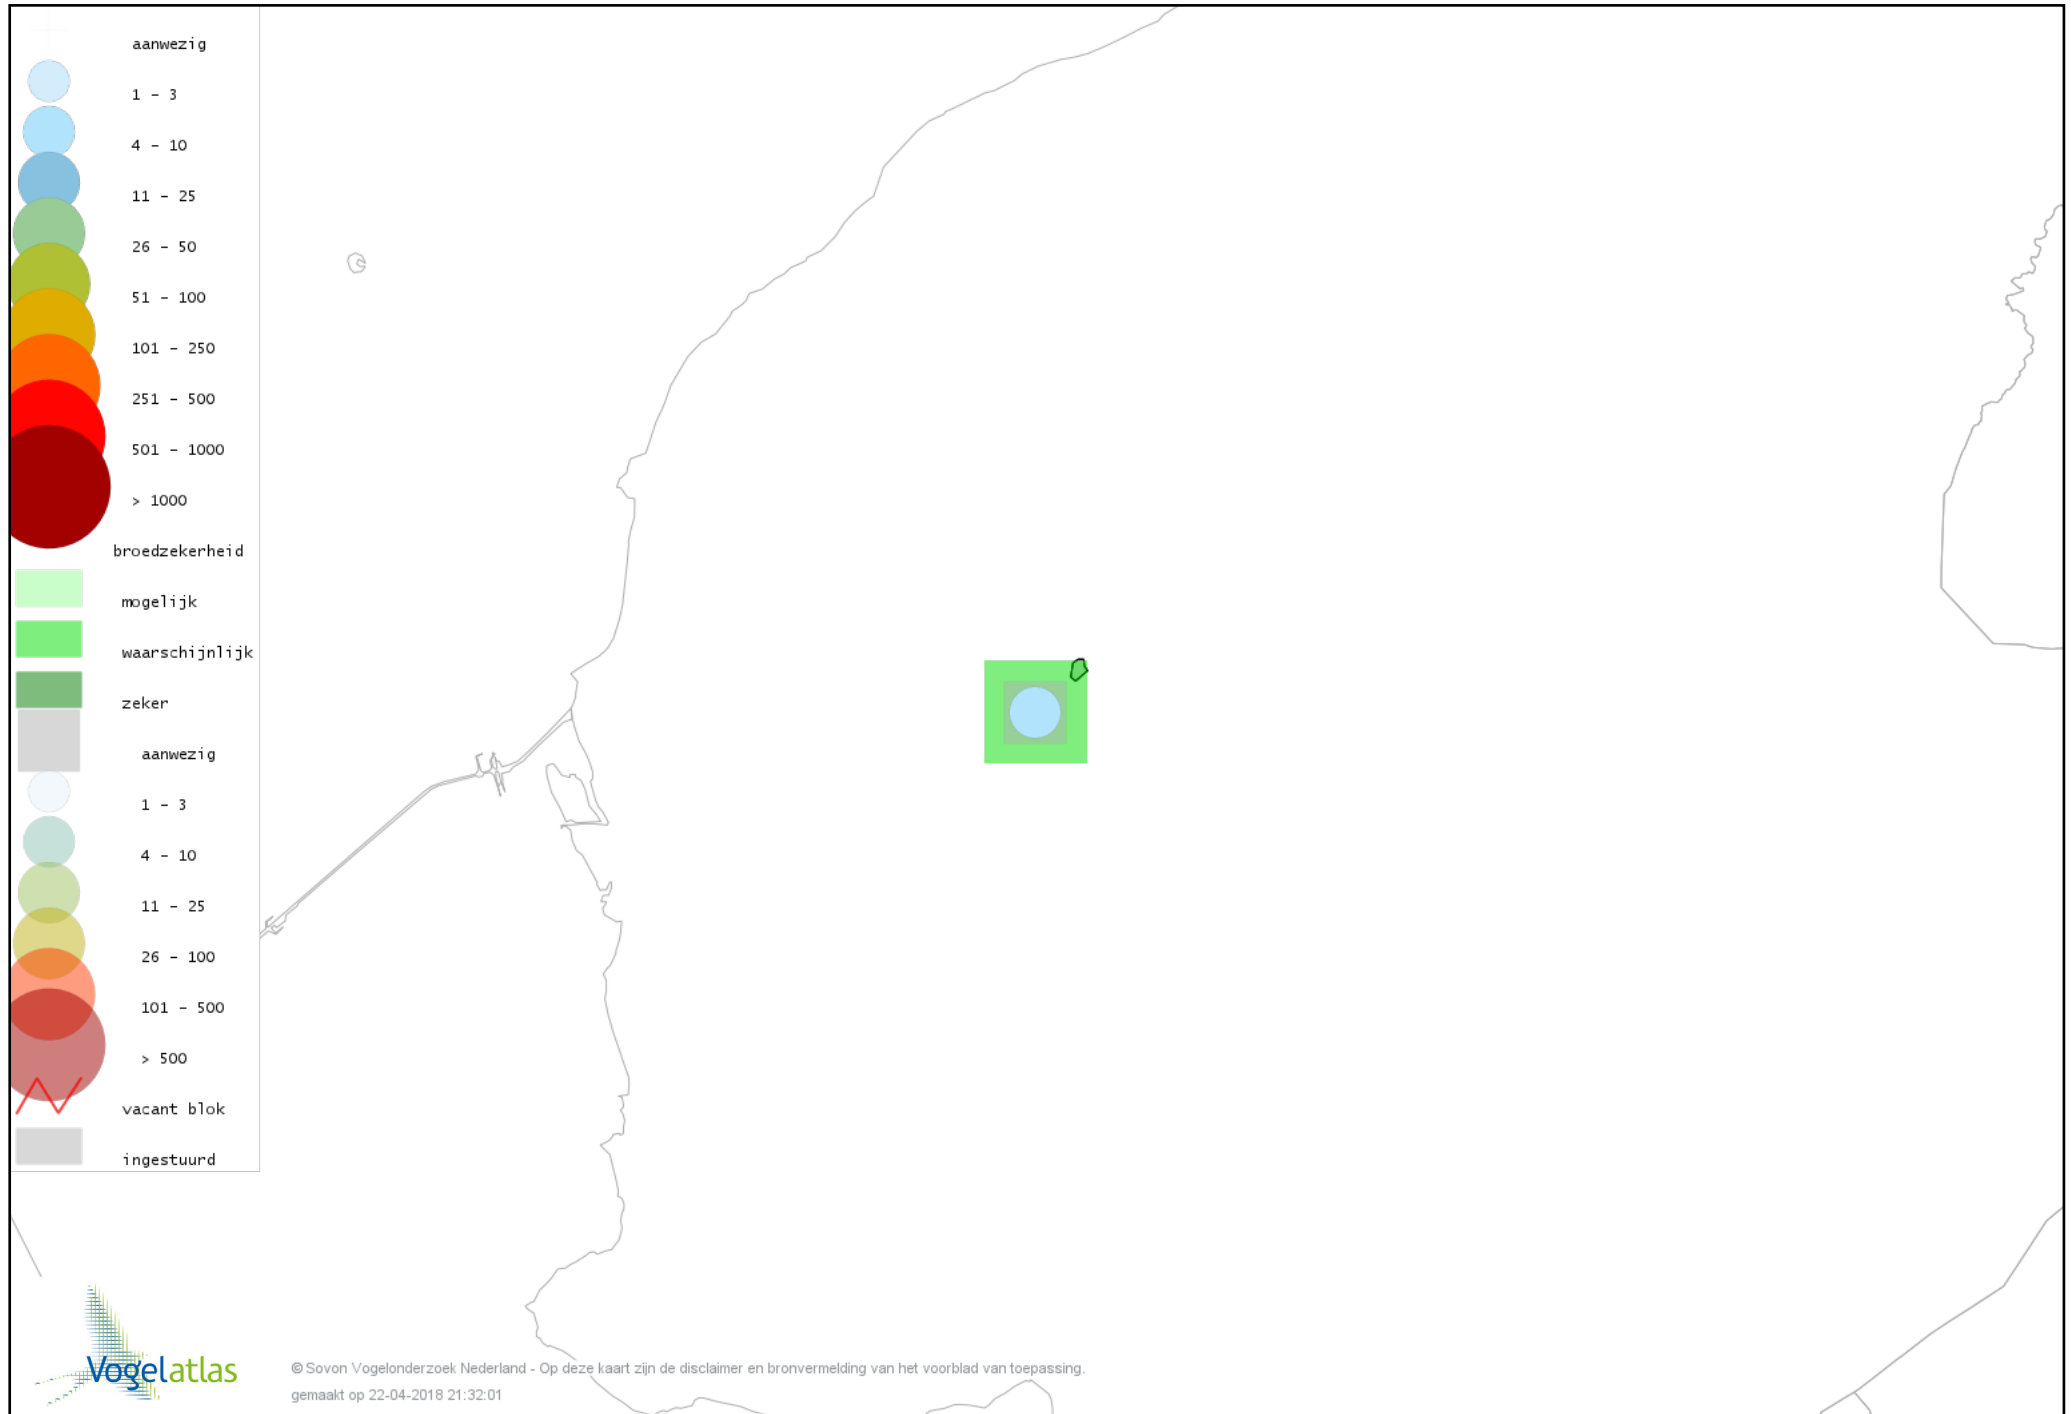 aanwezig
1 - 3
4 - 10
11 - 25
26 - 50
51 - 100
101 - 250
251 - 500
501 - 1000
> 1000
broedzekerheid
mogelijk
waarschijnlijk
zeker
aanwezig
1 - 3
4 - 10
11 - 25
26 - 100
101 - 500
> 500
vacant blok
ingestuurd
Vogelatlas
© Sovon Vogelonderzoek Nederland - Op deze kaart zijn de disclaimer en bronvermelding van het voorblad van toepassing.
gemaakt op 22-04-2018 21:32:01